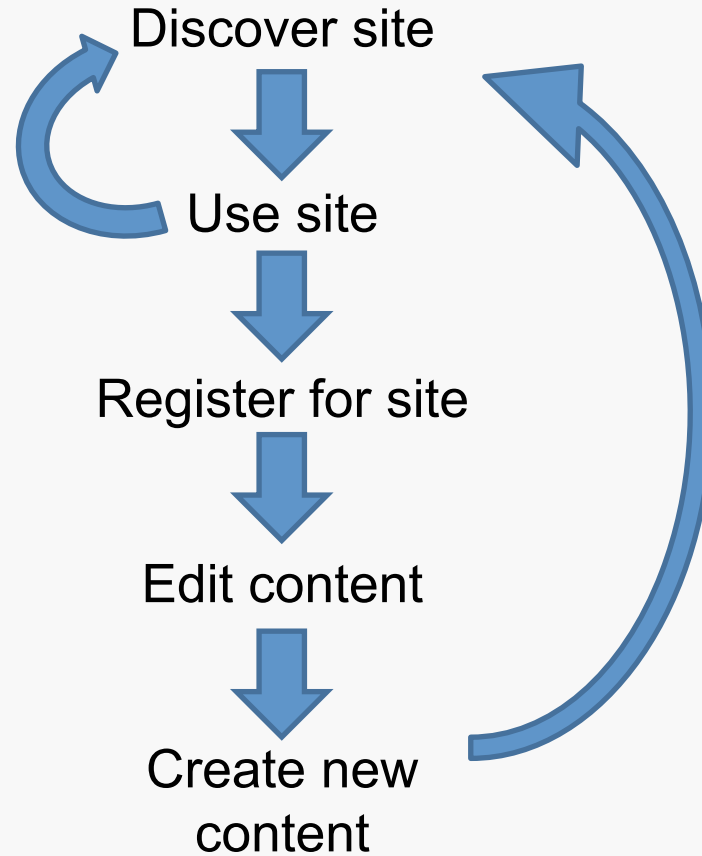 Discover site
Use site
Register for site
Edit content
Create new
content